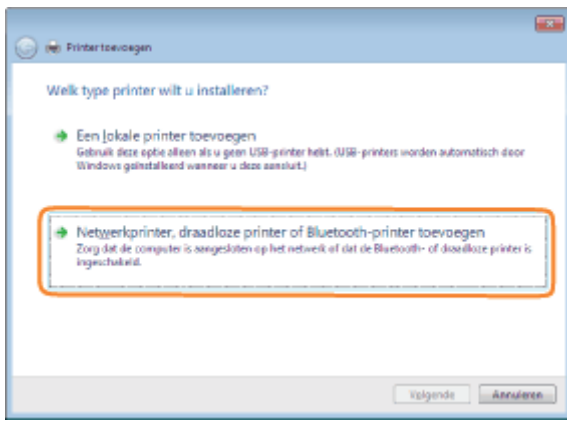 Printer toevoegen
Welk type printer wilt u installeren?
Een lokale printer toevoegen
Gebruik deze optie alleen als u geen USB-printer hebt. (USB-printers worden automatisch door
Windows geïnstalleerd wanneer u deze aansluit.)
Netwerkprinter, draadloze printer of Bluetooth-printer toevoegen
Zorg dat de computer is aangesloten op het netwerk of dat de Bluetooth- of draadloze printer is
ingeschakeld.
Volgende
Annuleren